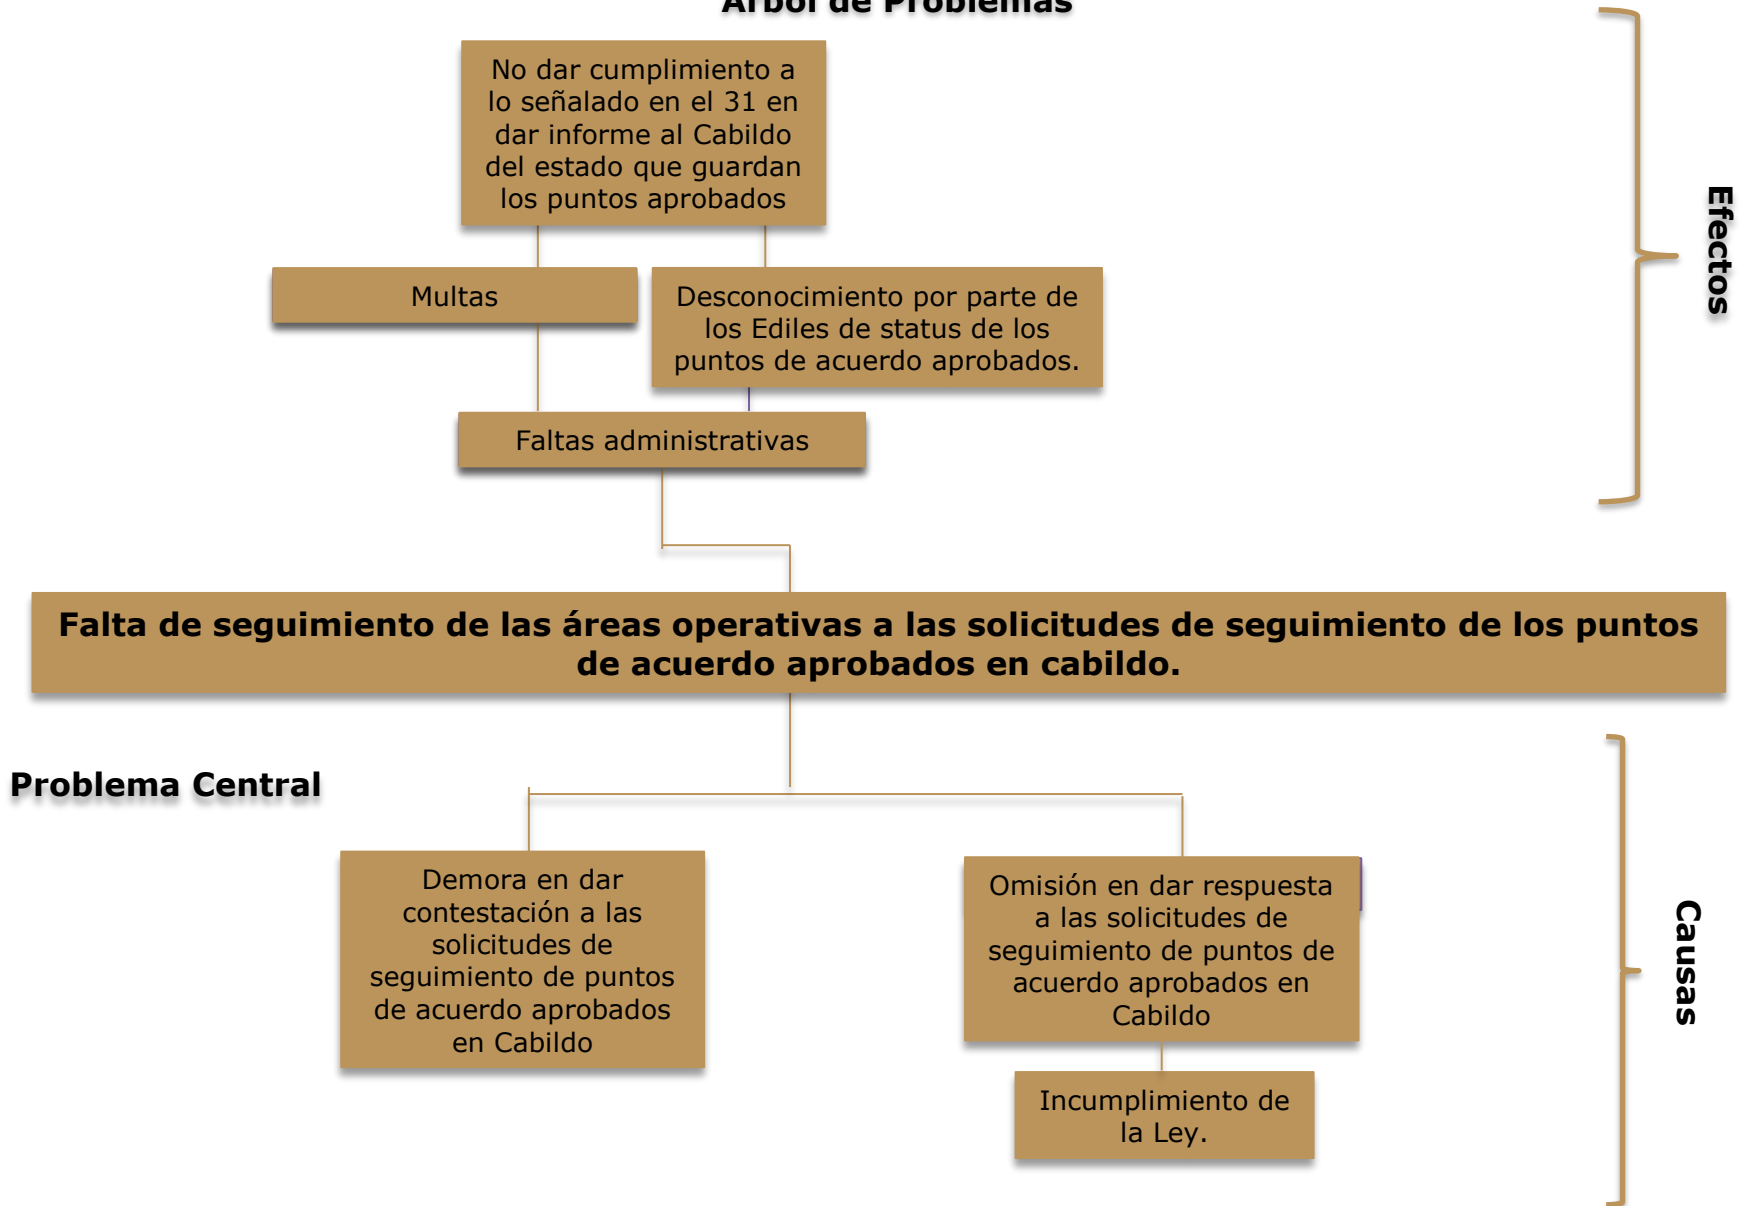 Árbol de Problemas
No dar cumplimiento a
lo señalado en el 31 en
dar informe al Cabildo
del estado que guardan
los puntos aprobados
Efectos
Multas
Desconocimiento por parte de
los Ediles de status de los
puntos de acuerdo aprobados.
Faltas administrativas
Falta de seguimiento de las áreas operativas a las solicitudes de seguimiento de los puntos
de acuerdo aprobados en cabildo.
Problema Central
Demora en dar
contestación a las
solicitudes de
seguimiento de puntos
de acuerdo aprobados
en Cabildo
Omisión en dar respuesta
a las solicitudes de
seguimiento de puntos de
acuerdo aprobados en
Cabildo
Causas
Incumplimiento de
la Ley.